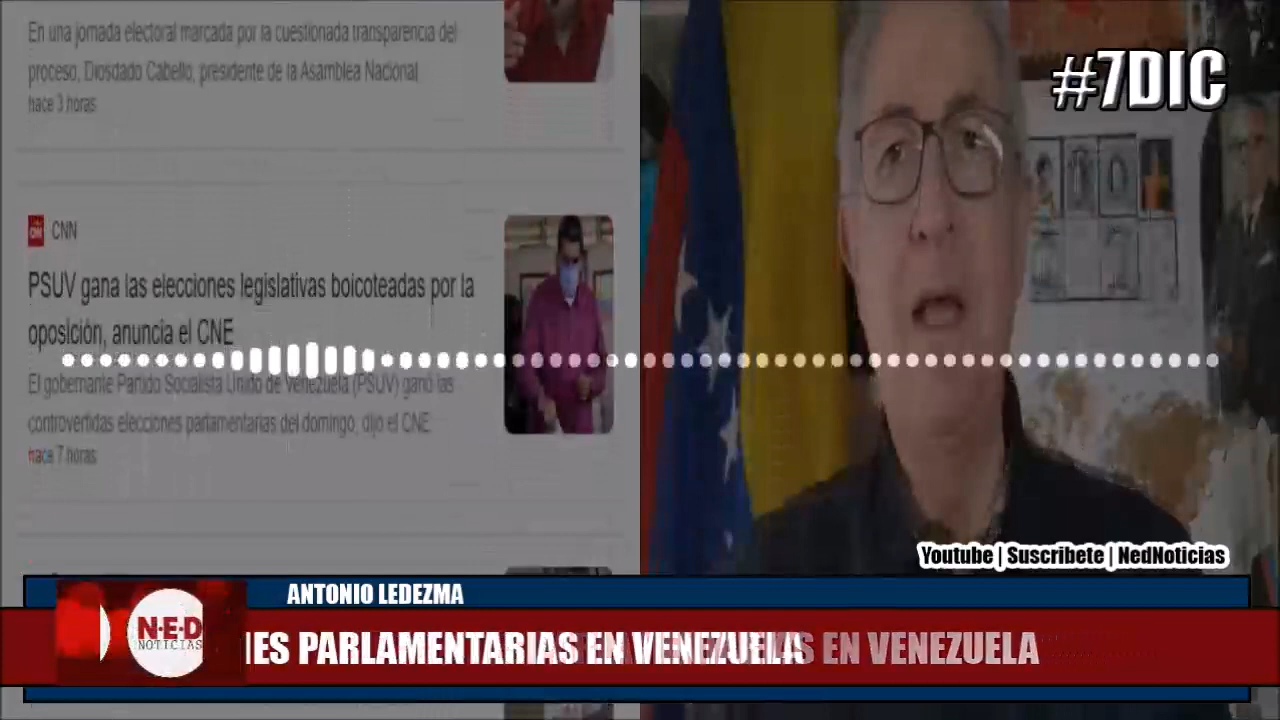 En una jornada electoral marcada por la cuestionada transparencia del
proceso, Diosdado Cabello, presidente de la Asamblea Nacional
hace 3 horas
CNN
PSUV gana las elecciones legislativas boicoteadas por la
oposición, anuncia el CNE
El gobernante Partido Socialista Unido de Venezuela (PSUV) ganó las
controvertidas elecciones parlamentarias del domingo, dijo el CNE
hace 7 horas
#7DIC
Youtube | Suscribete | NedNoticias
ANTONIO LEDEZMA
N·E·D
NOTICIAS
NES PARLAMENTARIAS EN VENEZUELA
S EN VENEZUELA